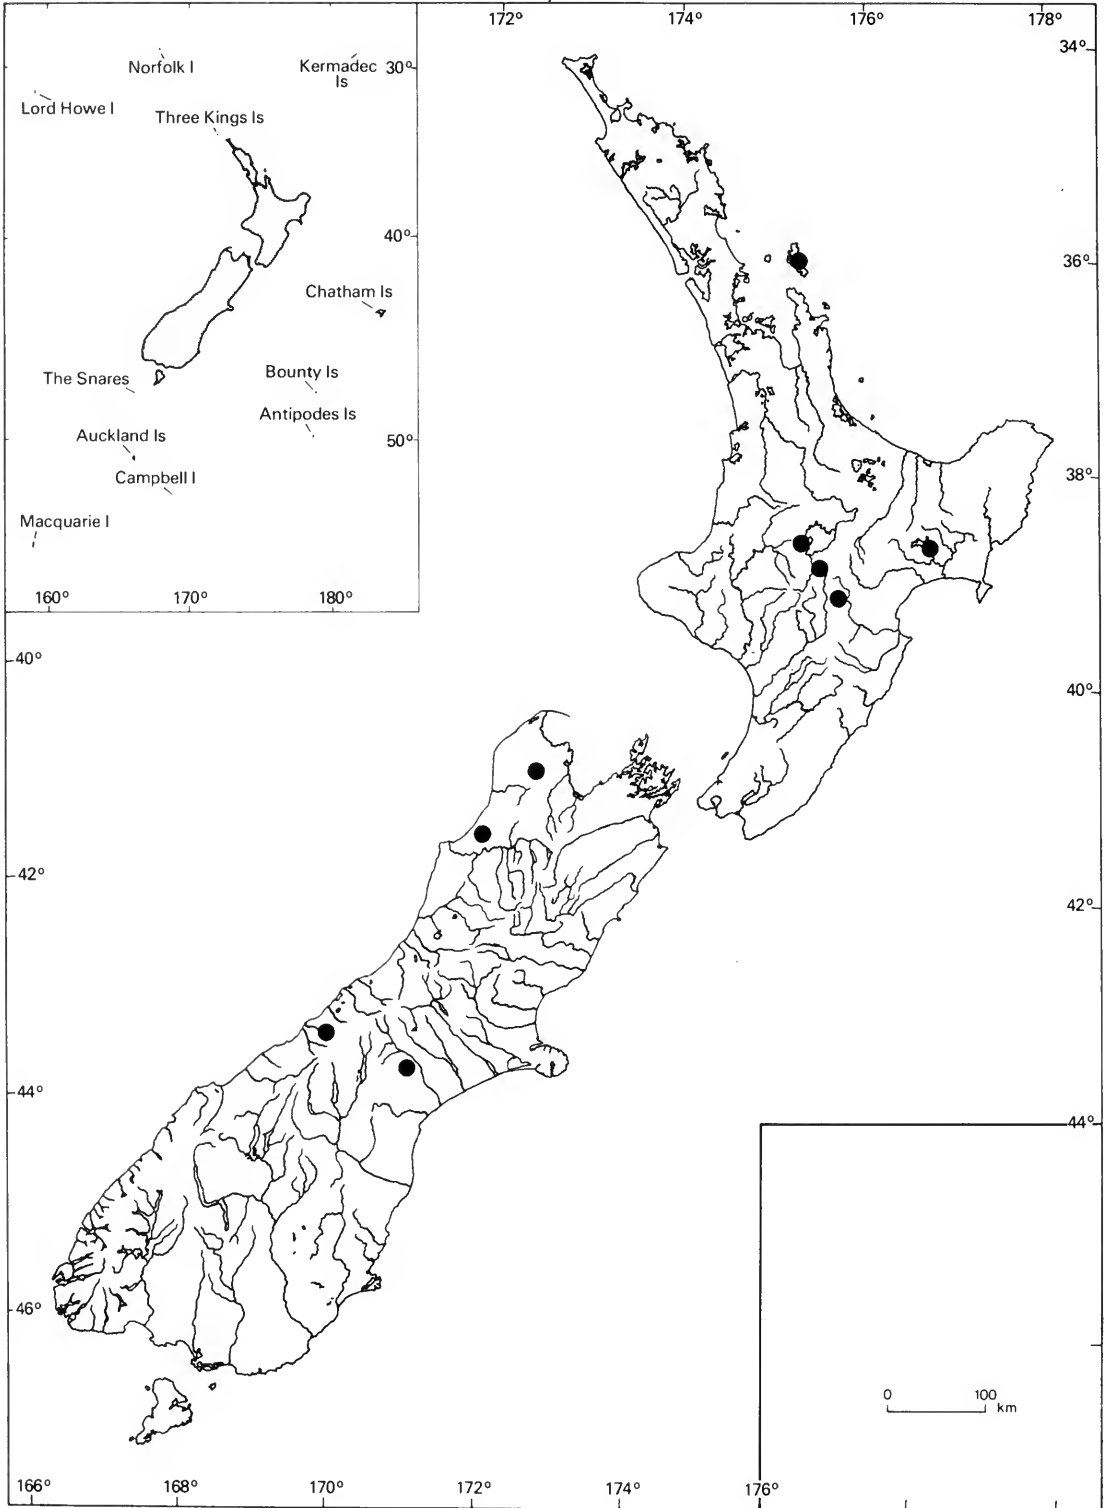 172° 174° 176° 178°
34°
Norfolk I
Kermadec
Is
30°
Lord Howe I
Three Kings Is
40°
36°
Chatham Is
The Snares
Bounty Is
Antipodes Is
Auckland Is
50°
Campbell I
38°
Macquarie I
160° 170° 180°
40°
40°
42°
42°
44°
44°
46°
0 100
km
166° 168° 170° 172° 174° 176°